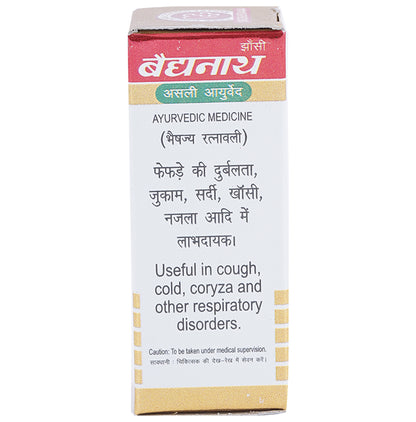 झाँसी
बैद्यनाथ
असली आयुर्वेद
AYURVEDIC MEDICINE
(भैषज्य रत्नावली)
फेफड़े की दुर्बलता,
जुकाम, सर्दी, खाँसी,
नजला आदि में
लाभदायक।
Useful in cough,
cold, coryza and
other respiratory
disorders.
Caution: To be taken under medical supervision.
सावधानी : चिकित्सक की देख-रेख में सेवन करें।